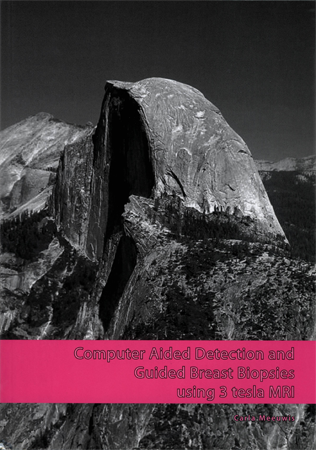 Computer Aided Detection and
Guided Breast Biopsies
using 3 tesla MRI
Carla Meeuwis